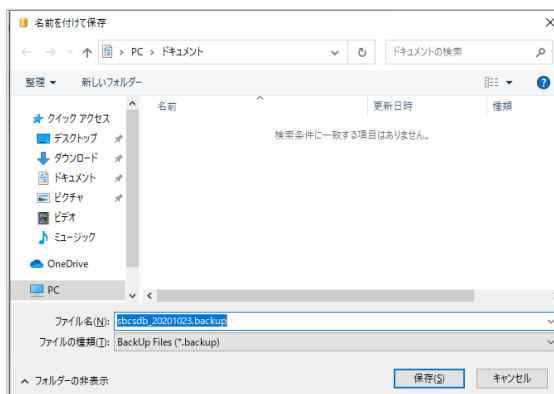 名前を付けて保存
PC › ドキュメント
ドキュメントの検索
整理
新しいフォルダー
名前
更新日時
種類
検索条件に一致する項目はありません。
クイック アクセス
デスクトップ
ダウンロード
ドキュメント
ピクチャ
ビデオ
ミュージック
OneDrive
PC
ファイル名(N):
sbcsdb_20201023.backup
ファイルの種類(T):
BackUp Files (*.backup)
フォルダーの非表示
保存(S)
キャンセル